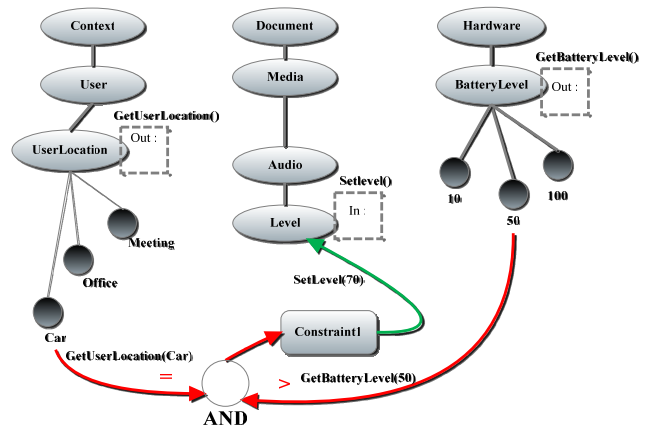 Context
Document
Hardware
User
Media
GetBatteryLevel()
BatteryLevel
Out :
GetUserLocation()
Out :
UserLocation
Audio
Setlevel()
In :
Level
10
50
100
Meeting
Office
Car
SetLevel(70)
Constraint1
GetUserLocation(Car)
=
> GetBatteryLevel(50)
AND